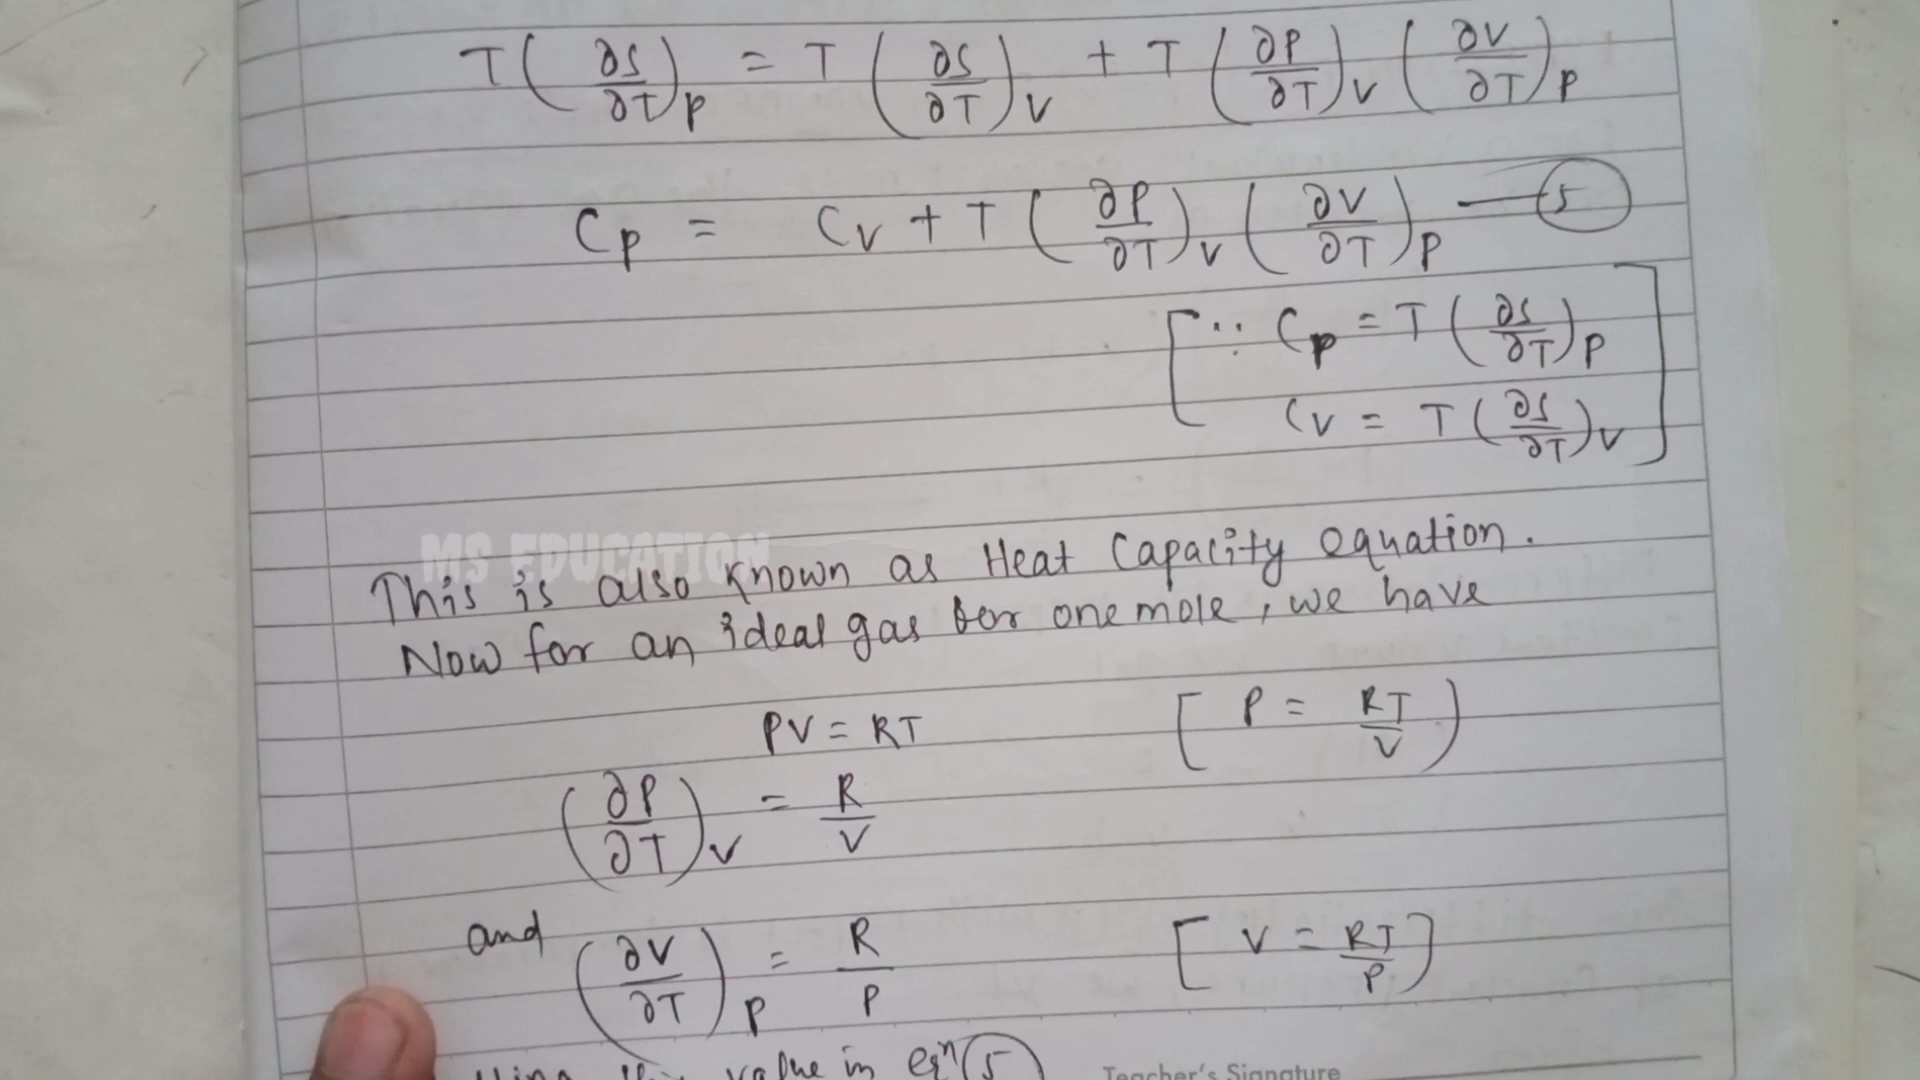 T(∂S/∂T)P = T(∂S/∂T)V + T(∂P/∂T)V (∂V/∂T)P
CP = CV + T(∂P/∂T)V (∂V/∂T)P — 5
[∵ CP = T(∂S/∂T)P
CV = T(∂S/∂T)V]
MS EDUCATION
This is also known as Heat Capacity equation.
Now for an ideal gas for one mole, we have
PV = RT [P = RT/V)
(∂P/∂T)V = R/V
and (∂V/∂T)P = R/P [V = RT/P]
value in eqn 5
Teacher's Signature